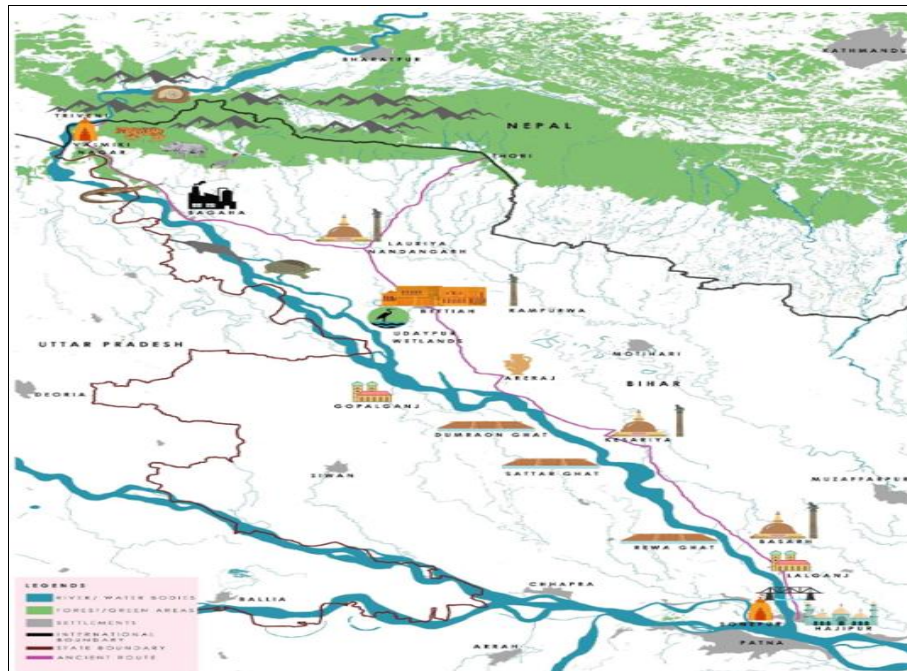 BHARATPUR
KATHMANDU
TRIVENI
VALMIKI
NAGAR
NEPAL
THORI
BAGAHA
LAURIYA
NANDANGARH
BETTIAH
RAMPURWA
UDAYPUR
WETLANDS
UTTAR PRADESH
MOTIHARI
ARERAJ
BIHAR
DEORIA
GOPALGANJ
DUMRAON GHAT
KESARIYA
SATTAR GHAT
SIWAN
MUZAFFARPUR
BASARH
REWA GHAT
LALGANJ
LEGENDS
RIVER/ WATER BODIES
FOREST/GREEN AREAS
SETTLEMENTS
INTERNATIONAL
BOUNDARY
STATE BOUNDARY
ANCIENT ROUTE
BALLIA
CHHAPRA
SONEPUR
HAJIPUR
PATNA
ARRAH